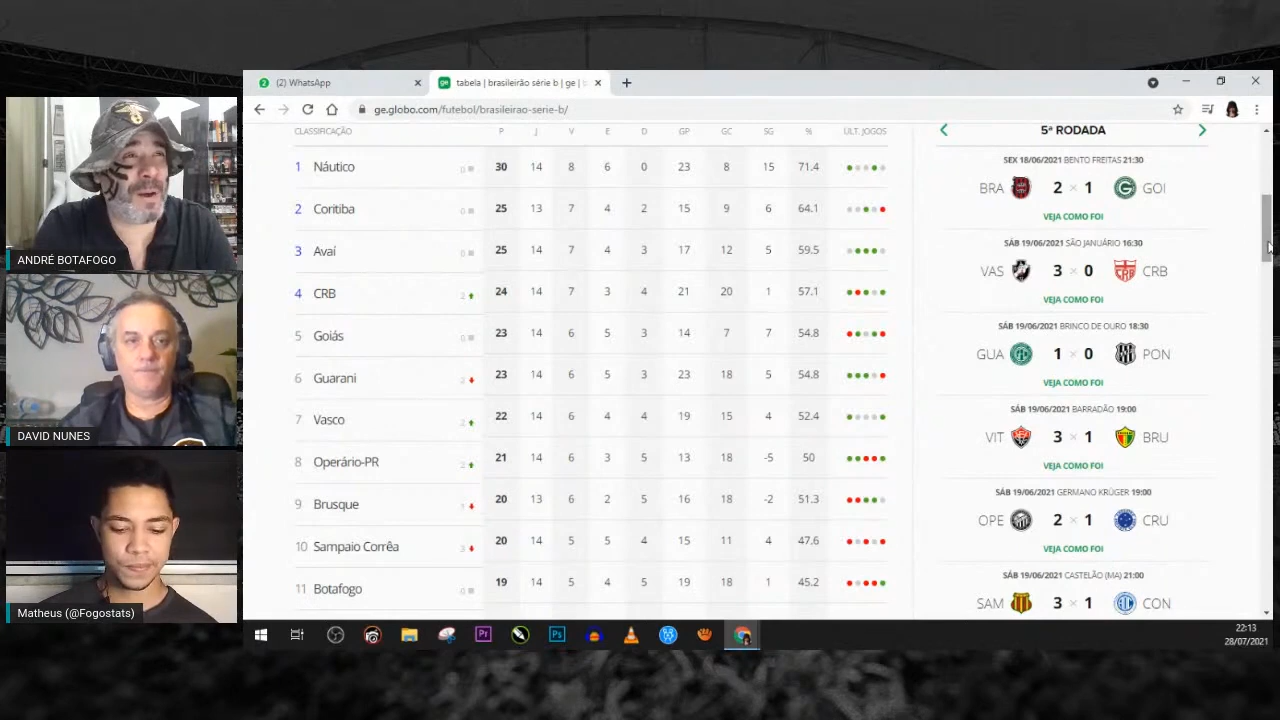 (2) WhatsApp
tabela | brasileirão série b | ge | b
ge.globo.com/futebol/brasileirao-serie-b/
CLASSIFICAÇÃO P J V E D GP GC SG % ÚLT. JOGOS
1 Náutico 0 30 14 8 6 0 23 8 15 71.4
2 Coritiba 0 25 13 7 4 2 15 9 6 64.1
3 Avaí 0 25 14 7 4 3 17 12 5 59.5
4 CRB 2 24 14 7 3 4 21 20 1 57.1
5 Goiás 0 23 14 6 5 3 14 7 7 54.8
6 Guarani 2 23 14 6 5 3 23 18 5 54.8
7 Vasco 2 22 14 6 4 4 19 15 4 52.4
8 Operário-PR 2 21 14 6 3 5 13 18 -5 50
9 Brusque 1 20 13 6 2 5 16 18 -2 51.3
10 Sampaio Corrêa 3 20 14 5 5 4 15 11 4 47.6
11 Botafogo 0 19 14 5 4 5 19 18 1 45.2
5ª RODADA
SEX 18/06/2021 BENTO FREITAS 21:30
BRA 2 × 1 GOI
VEJA COMO FOI
SÁB 19/06/2021 SÃO JANUÁRIO 16:30
VAS 3 × 0 CRB
VEJA COMO FOI
SÁB 19/06/2021 BRINCO DE OURO 18:30
GUA 1 × 0 PON
VEJA COMO FOI
SÁB 19/06/2021 BARRADÃO 19:00
VIT 3 × 1 BRU
VEJA COMO FOI
SÁB 19/06/2021 GERMANO KRÜGER 19:00
OPE 2 × 1 CRU
VEJA COMO FOI
SÁB 19/06/2021 CASTELÃO (MA) 21:00
SAM 3 × 1 CON
ANDRÉ BOTAFOGO
DAVID NUNES
Matheus (@Fogostats)
22:13
28/07/2021